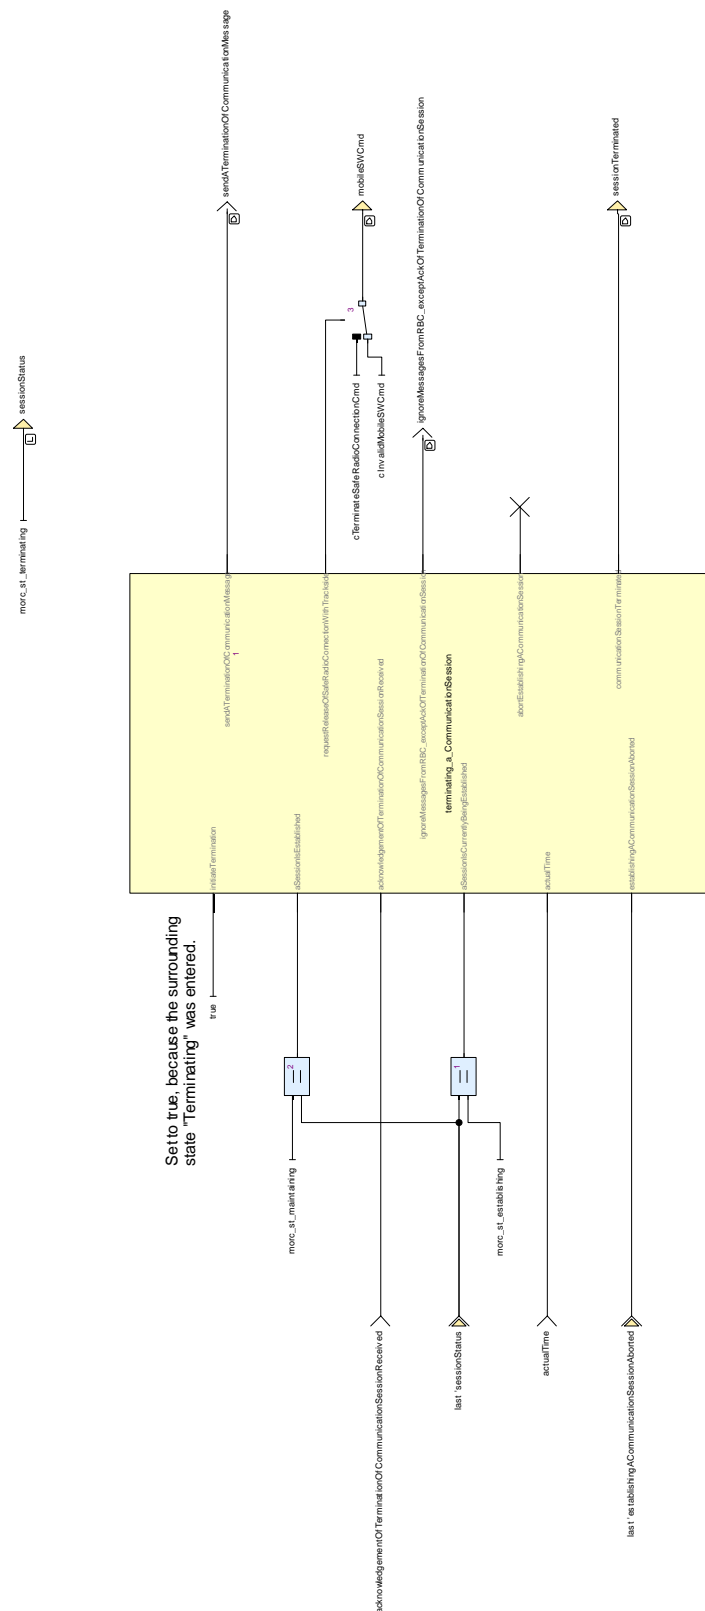 morc_st_terminating
L
sessionStatus
Set to true, because the surrounding
state "Terminating" was entered.
true
initiateTermination
sendATerminationOfCommunicationMessag
D
sendATerminationOfCommunicationMessage
1
morc_st_maintaining
2
=
aSessionIsEstablished
requestReleaseOfSafeRadioConnectionWithTrackside
3
cTerminateSafeRadioConnectionCmd
cInvalidMobileSWCmd
D
mobileSWCmd
acknowledgementOfTerminationOfCommunicationSessionReceived
acknowledgementOfTerminationOfCommunicationSessionReceived
ignoreMessagesFromRBC_exceptAckOfTerminationOfCommunicationSession
D
ignoreMessagesFromRBC_exceptAckOfTerminationOfCommunicationSession
terminating_a_CommunicationSession
last 'sessionStatus
morc_st_establishing
1
=
aSessionIsCurrentlyBeingEstablished
abortEstablishingACommunicationSession
actualTime
actualTime
communicationSessionTerminated
D
sessionTerminated
last 'establishingACommunicationSessionAborted
establishingACommunicationSessionAborted